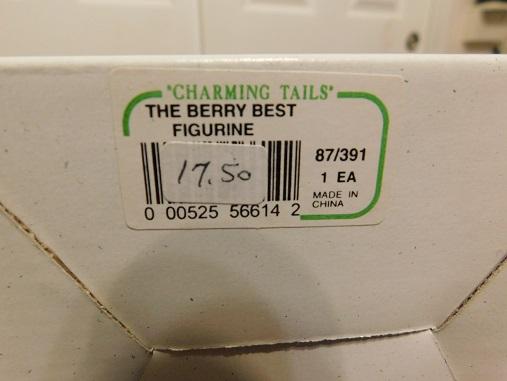 "CHARMING TAILS"
THE BERRY BEST
FIGURINE
17.50
87/391
1 EA
MADE IN
CHINA
0 00525 56614 2